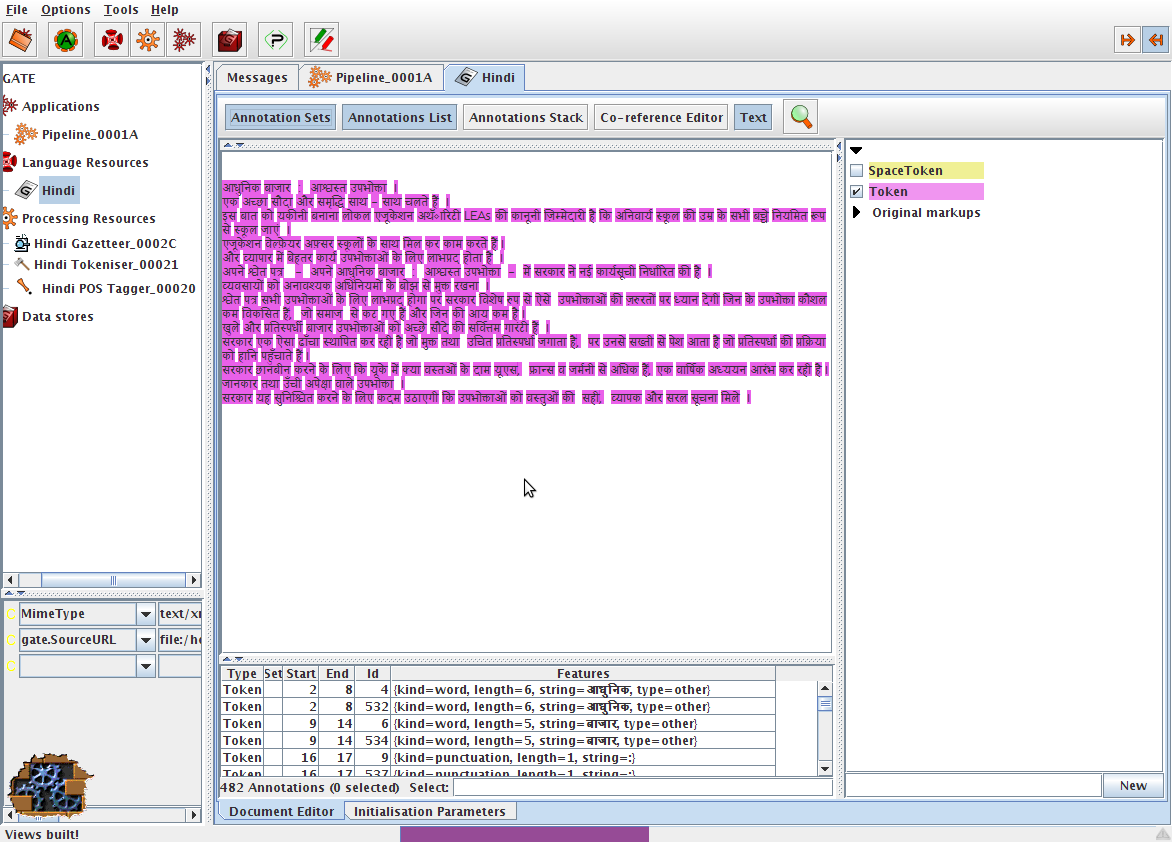 File Options Tools Help
GATE
Applications
Pipeline_0001A
Language Resources
Hindi
Processing Resources
Hindi Gazetteer_0002C
Hindi Tokeniser_00021
Hindi POS Tagger_00020
Data stores
MimeType text/x
gate.SourceURL file:/h
Messages Pipeline_0001A Hindi
Annotation Sets Annotations List Annotations Stack Co-reference Editor Text
आधुनिक बाजार : आश्वस्त उपभोक्ता ।
एक अच्छा सौदा और समृद्धि साथ – साथ चलते हैं ।
इस बात को यकीनी बनाना लोकल एजूकेशन अथॅारिटी LEAs की कानूनी जिम्मेदारी है कि अनिवार्य स्कूल की उम्र के सभी बच्चे नियमित रूप
से स्कूल जाएं ।
एजूकेशन वेल्फ़ेयर अफ़्सर स्कूलों के साथ मिल कर काम करते हैं।
और व्यापार में बेहतर कार्य उपभोक्ताओं के लिए लाभप्रद होता है ।
अपने श्वेत पत्र – अपने आधुनिक बाजार : आश्वस्त उपभोक्ता – में सरकार ने नई कार्यसूची निर्धारित की है ।
व्यवसायों को अनावश्यक अधिनियमों के बोझ से मुक्त रखना ।
श्वेत पत्र सभी उपभोक्ताओं के लिए लाभप्रद होगा पर सरकार विशेष रुप से ऐसे उपभोक्ताओं की जरुरतों पर ध्यान देगी जिन के उपभोक्ता कौशल
कम विकसित हैं, जो समाज से कट गए हैं और जिन की आय कम हैं।
खुले और प्रतिस्पर्धी बाजार उपभोक्ताओं को अच्छे सौदे की सर्वोत्तम गारंटी हैं ।
सरकार एक ऐसा ढाँचा स्थापित कर रही है जो मुक्त तथा उचित प्रतिस्पर्धा जगाता है, पर उनसे सख्ती से पेश आता है जो प्रतिस्पर्धा की प्रक्रिया
को हानि पहुँचाते हैं।
सरकार छानबीन करने के लिए कि यूके में क्या वस्तओं के दाम यूएस, फ्रान्स व जर्मनी से अधिक है, एक वार्षिक अध्ययन आरंभ कर रही है।
जानकार तथा उँची अपेक्षा वाले उपभोक्ता ।
सरकार यह सुनिश्चित करने के लिए कदम उठाएगी कि उपभोक्ताओं को वस्तुओं की सही, व्यापक और सरल सूचना मिले ।
SpaceToken
Token
Original markups
Type Set Start End Id Features
Token 2 8 4 {kind=word, length=6, string=आधुनिक, type=other}
Token 2 8 532 {kind=word, length=6, string=आधुनिक, type=other}
Token 9 14 6 {kind=word, length=5, string=बाजार, type=other}
Token 9 14 534 {kind=word, length=5, string=बाजार, type=other}
Token 16 17 9 {kind=punctuation, length=1, string=:}
Token 16 17 537 {kind=punctuation, length=1, string=:}
482 Annotations (0 selected) Select:
New
Document Editor Initialisation Parameters
Views built!